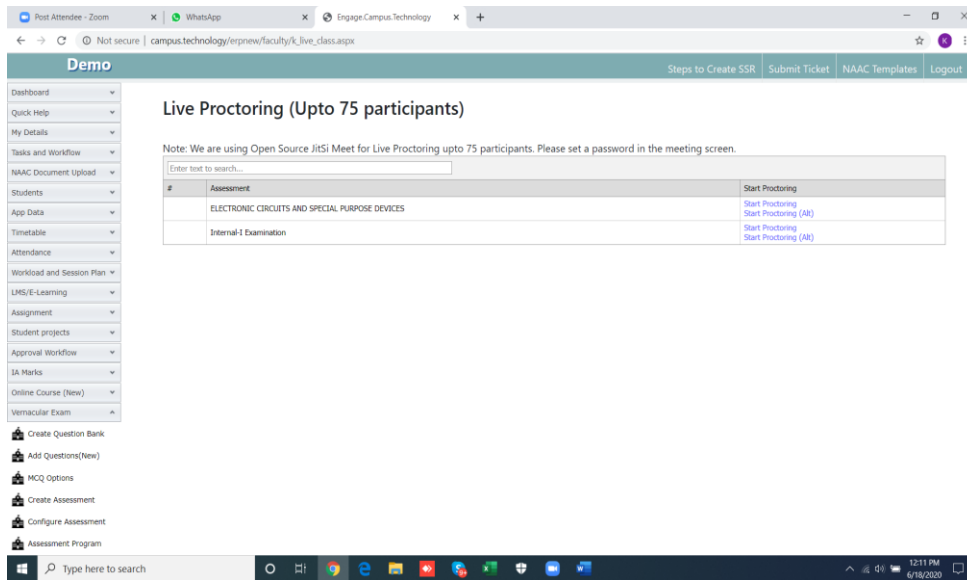 Post Attendee - Zoom
WhatsApp
Engage.Campus.Technology
Not secure | campus.technology/erpnew/faculty/k_live_class.aspx
K
Demo
Steps to Create SSR
Submit Ticket
NAAC Templates
Logout
Dashboard
Quick Help
My Details
Tasks and Workflow
NAAC Document Upload
Students
App Data
Timetable
Attendance
Workload and Session Plan
LMS/E-Learning
Assignment
Student projects
Approval Workflow
IA Marks
Online Course (New)
Vernacular Exam
Create Question Bank
Add Questions(New)
MCQ Options
Create Assessment
Configure Assessment
Assessment Program
Live Proctoring (Upto 75 participants)
Note: We are using Open Source JitSi Meet for Live Proctoring upto 75 participants. Please set a password in the meeting screen.
Enter text to search...
# Assessment Start Proctoring
ELECTRONIC CIRCUITS AND SPECIAL PURPOSE DEVICES
Start Proctoring
Start Proctoring (Alt)
Internal-I Examination
Start Proctoring
Start Proctoring (Alt)
Type here to search
12:11 PM
6/18/2020